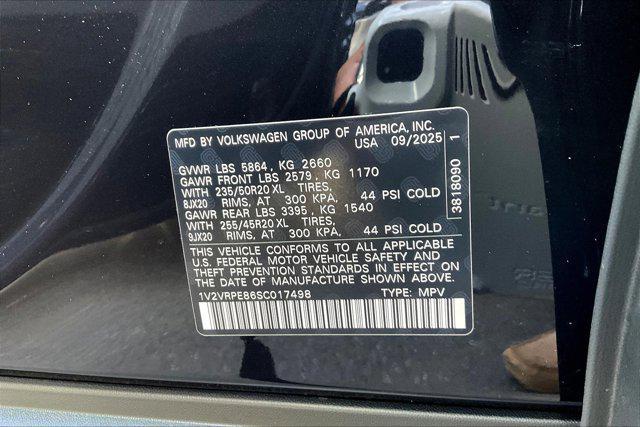 MFD BY VOLKSWAGEN GROUP OF AMERICA, INC.
USA 09/2025
GVWR LBS 5864, KG 2660
GAWR FRONT LBS 2579, KG 1170
WITH 235/50R20 XL TIRES,
8JX20 RIMS, AT 300 KPA, 44 PSI COLD
GAWR REAR LBS 3395, KG 1540
WITH 255/45R20 XL TIRES,
9JX20 RIMS, AT 300 KPA, 44 PSI COLD
THIS VEHICLE CONFORMS TO ALL APPLICABLE
U.S. FEDERAL MOTOR VEHICLE SAFETY AND
THEFT PREVENTION STANDARDS IN EFFECT ON
THE DATE OF MANUFACTURE SHOWN ABOVE.
1V2VRPE86SC017498 TYPE: MPV
3818090 1